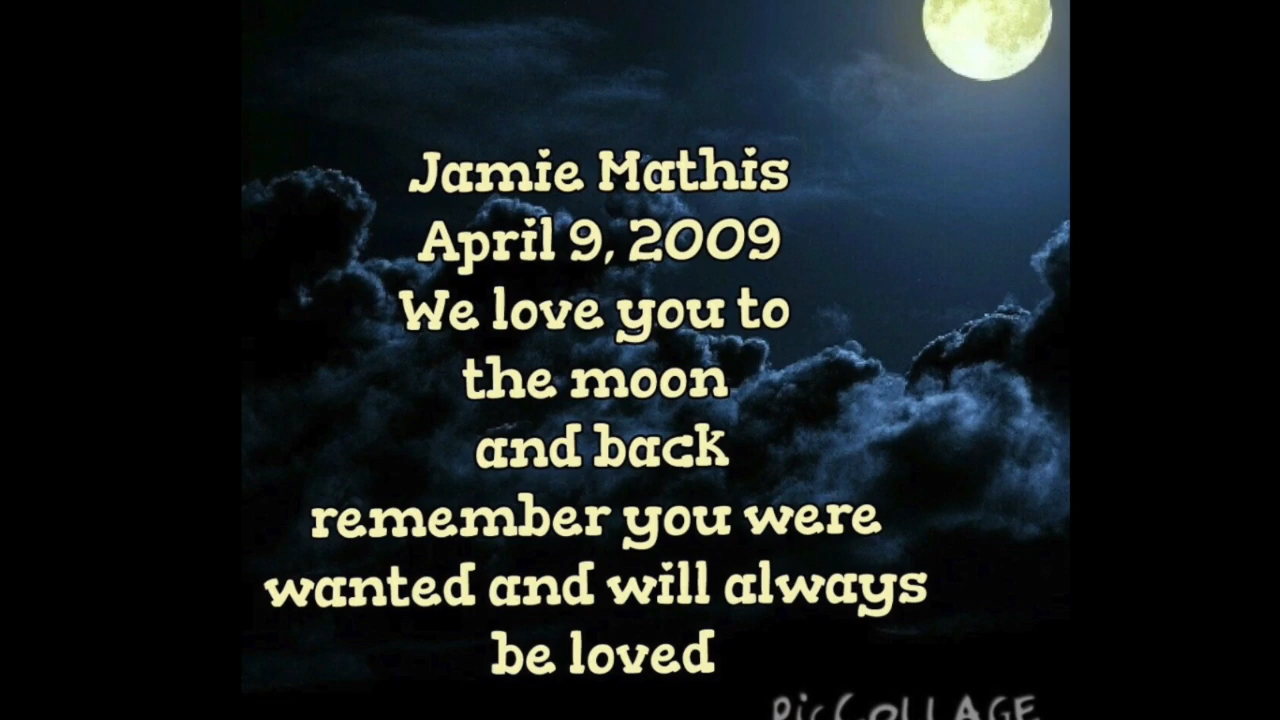 Jamie Mathis
April 9, 2009
We love you to
the moon
and back
remember you were
wanted and will always
be loved
PicCOLLAGE